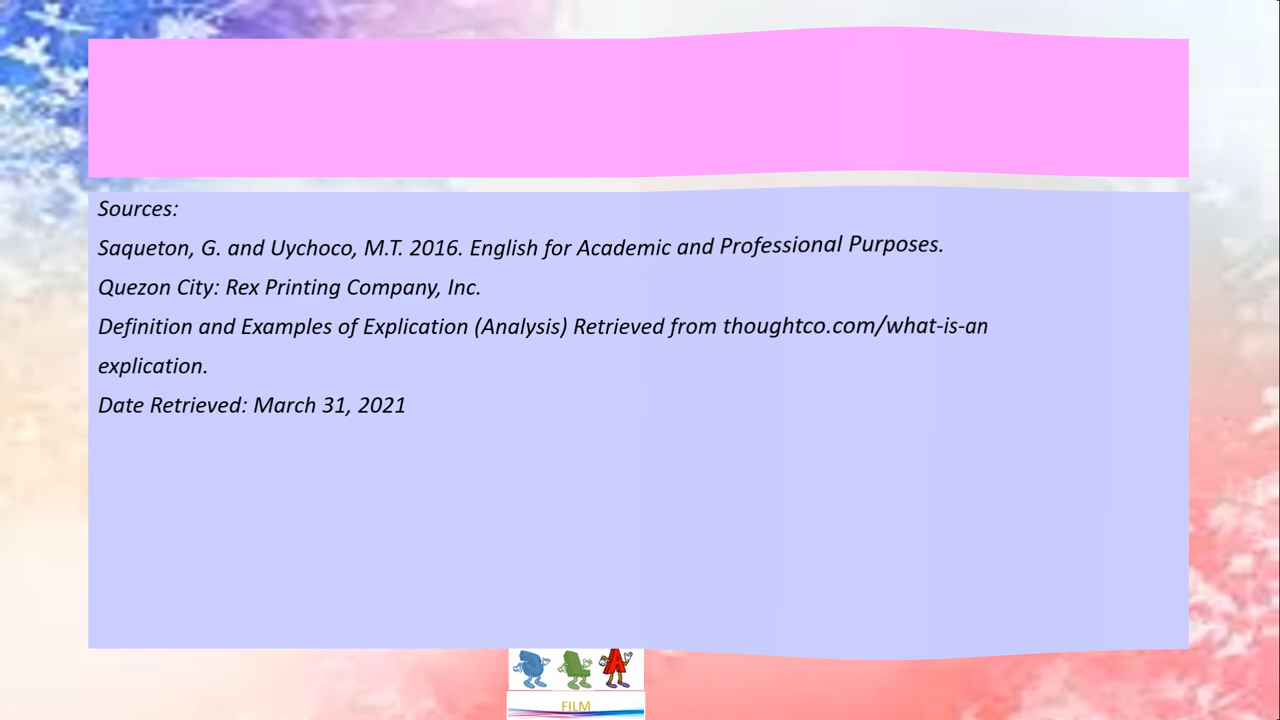 Sources:
Saqueton, G. and Uychoco, M.T. 2016. English for Academic and Professional Purposes.
Quezon City: Rex Printing Company, Inc.
Definition and Examples of Explication (Analysis) Retrieved from thoughtco.com/what-is-an
explication.
Date Retrieved: March 31, 2021
FILM